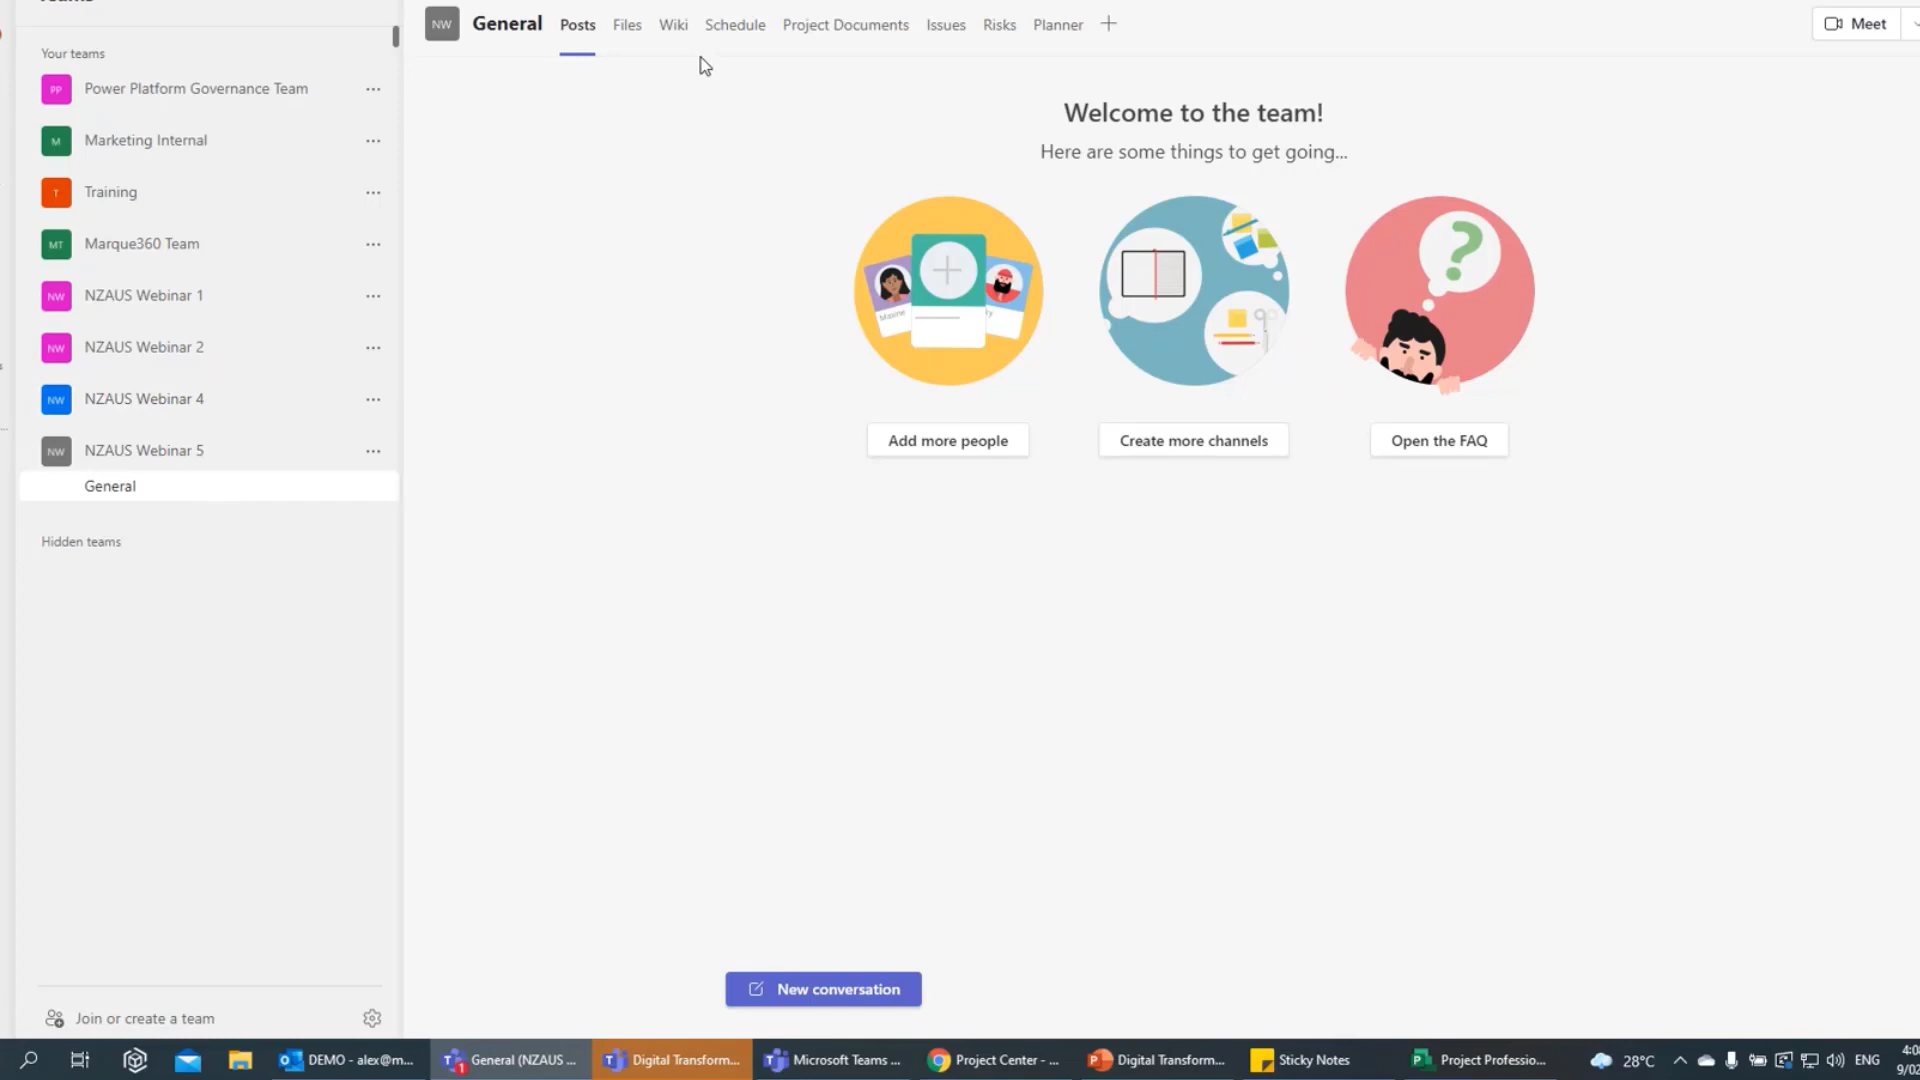 Your teams
PP Power Platform Governance Team ...
M Marketing Internal ...
T Training ...
MT Marque360 Team ...
NW NZAUS Webinar 1 ...
NW NZAUS Webinar 2 ...
NW NZAUS Webinar 4 ...
NW NZAUS Webinar 5 ...
General
Hidden teams
Join or create a team
NW General Posts Files Wiki Schedule Project Documents Issues Risks Planner +
Meet
Welcome to the team!
Here are some things to get going...
Maxine
Add more people
Create more channels
Open the FAQ
New conversation
DEMO - alex@m...
General (NZAUS ...
1
Digital Transform...
Microsoft Teams ...
Project Center - ...
Digital Transform...
Sticky Notes
Project Professio...
28°C
ENG